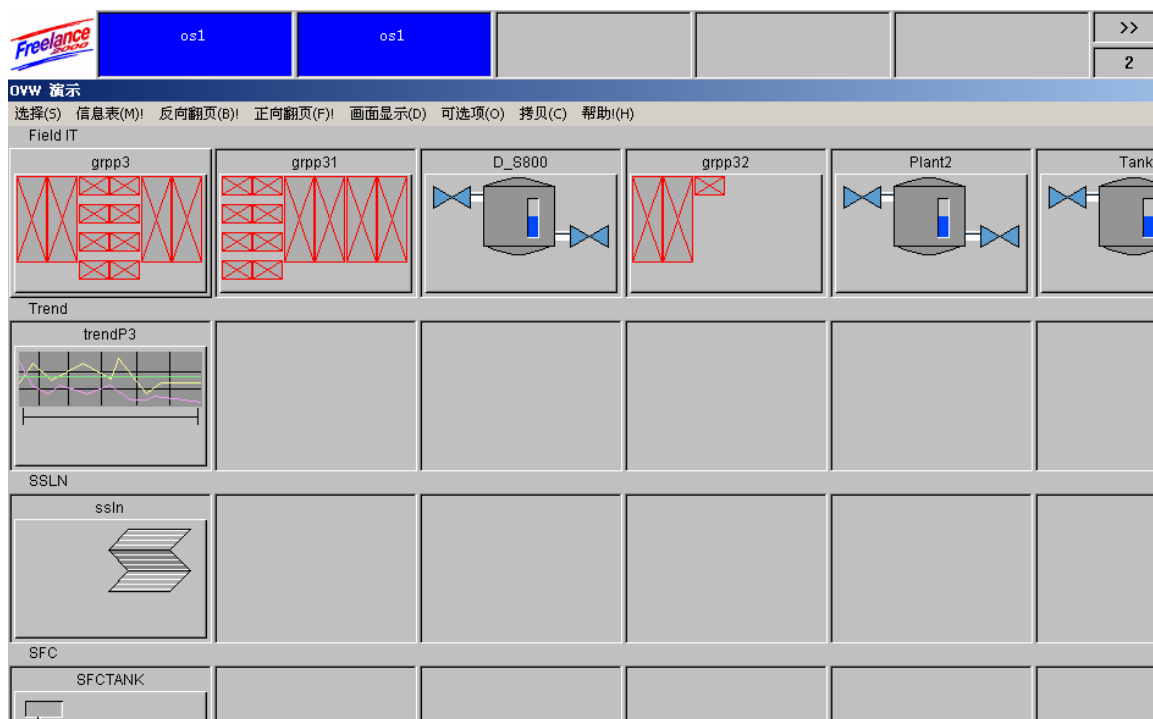 Freelance 2000
os1
os1
>>
2
OVW 演示
选择(S) 信息表(M)! 反向翻页(B)! 正向翻页(F)! 画面显示(D) 可选项(O) 拷贝(C) 帮助!(H)
Field IT
grpp3 grpp31 D_S800 grpp32 Plant2 Tank
Trend
trendP3
SSLN
ssln
SFC
SFCTANK